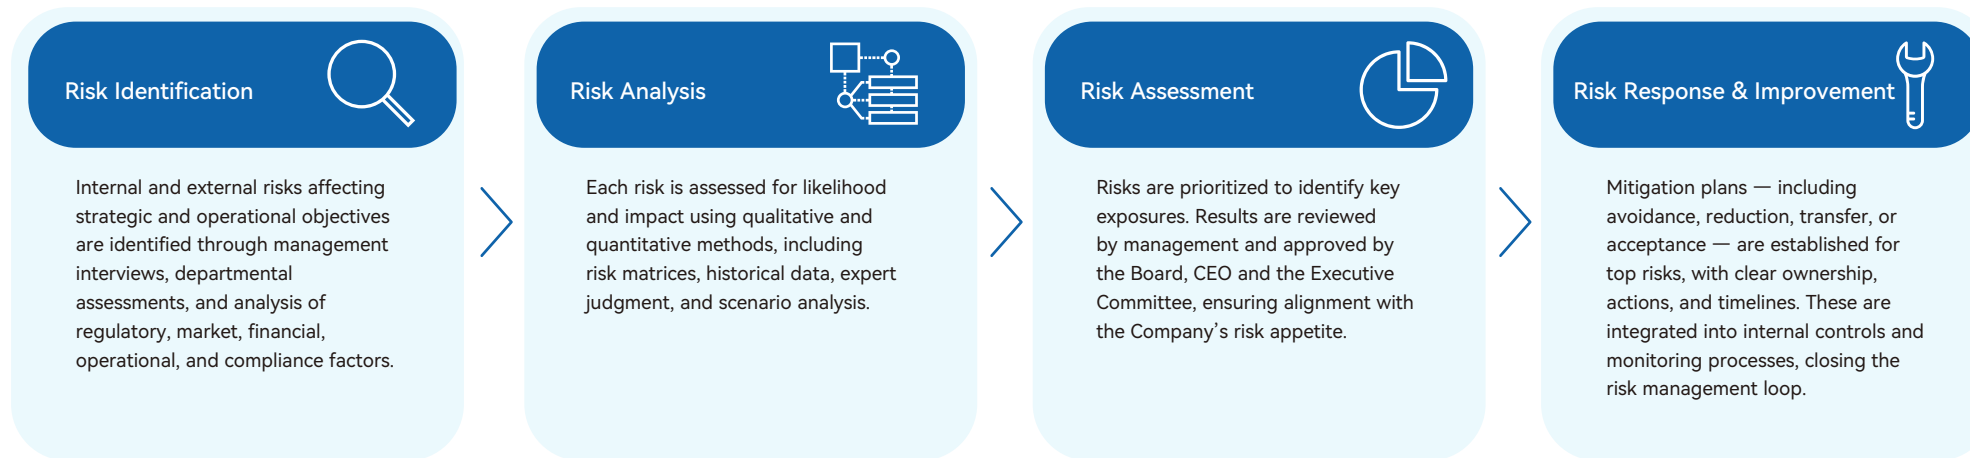 Risk Identification
Internal and external risks affecting
strategic and operational objectives
are identified through management
interviews, departmental
assessments, and analysis of
regulatory, market, financial,
operational, and compliance factors.
Risk Analysis
Each risk is assessed for likelihood
and impact using qualitative and
quantitative methods, including
risk matrices, historical data, expert
judgment, and scenario analysis.
Risk Assessment
Risks are prioritized to identify key
exposures. Results are reviewed
by management and approved by
the Board, CEO and the Executive
Committee, ensuring alignment with
the Company’s risk appetite.
Risk Response & Improvement
Mitigation plans — including
avoidance, reduction, transfer, or
acceptance — are established for
top risks, with clear ownership,
actions, and timelines. These are
integrated into internal controls and
monitoring processes, closing the
risk management loop.